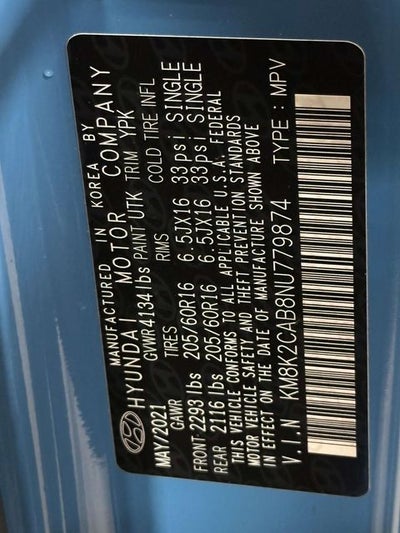 MANUFACTURED IN KOREA BY
HYUNDAI MOTOR COMPANY
MAY/2021 GVWR 4134 lbs PAINT UTK TRIM YPK
GAWR TIRES RIMS COLD TIRE INFL
FRONT 2293 lbs 205/60R16 6.5JX16 33psi SINGLE
REAR 2116 lbs 205/60R16 6.5JX16 33psi SINGLE
THIS VEHICLE CONFORMS TO ALL APPLICABLE U.S.A. FEDERAL
MOTOR VEHICLE SAFETY AND THEFT PREVENTION STANDARDS
IN EFFECT ON THE DATE OF MANUFACTURE SHOWN ABOVE
V.I.N KM8K2CAB8NU779874 TYPE : MPV